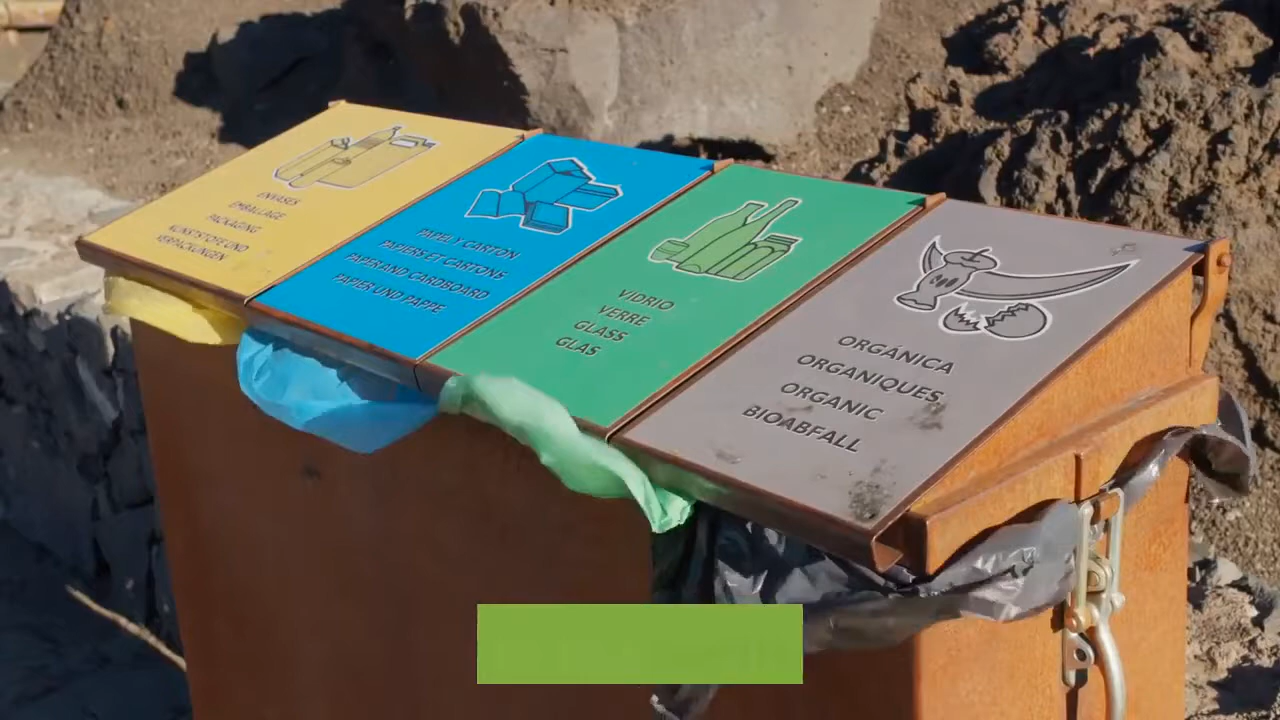 ENVASES
EMBALLAGE
PACKAGING
KUNSTSTOFE UND
VERPACKUNGEN
PAPEL Y CARTÓN
PAPIERS ET CARTONS
PAPER AND CARDBOARD
PAPIER UND PAPPE
VIDRIO
VERRE
GLASS
GLAS
ORGÁNICA
ORGANIQUES
ORGANIC
BIOABFALL